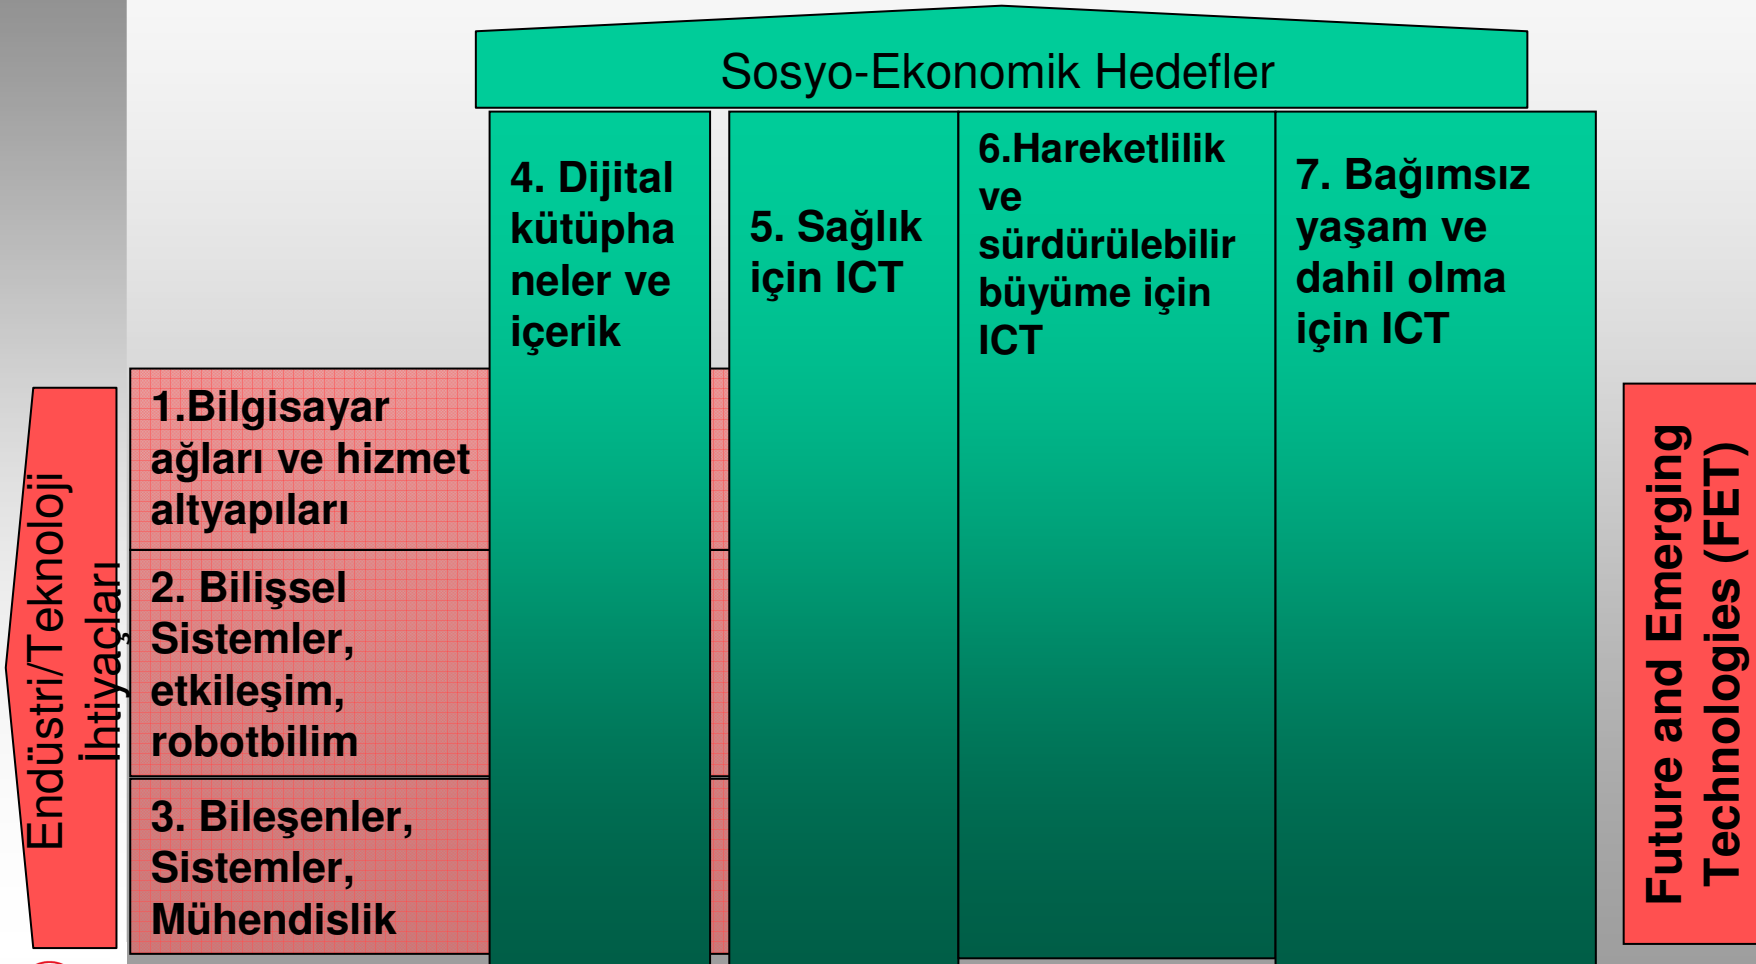 Sosyo-Ekonomik Hedefler
4. Dijital
kütüpha
neler ve
içerik
5. Sağlık
için ICT
6.Hareketlilik
ve
sürdürülebilir
büyüme için
ICT
7. Bağımsız
yaşam ve
dahil olma
için ICT
Endüstri/Teknoloji
İhtiyaçları
1.Bilgisayar
ağları ve hizmet
altyapıları
2. Bilişsel
Sistemler,
etkileşim,
robotbilim
3. Bileşenler,
Sistemler,
Mühendislik
Future and Emerging
Technologies (FET)